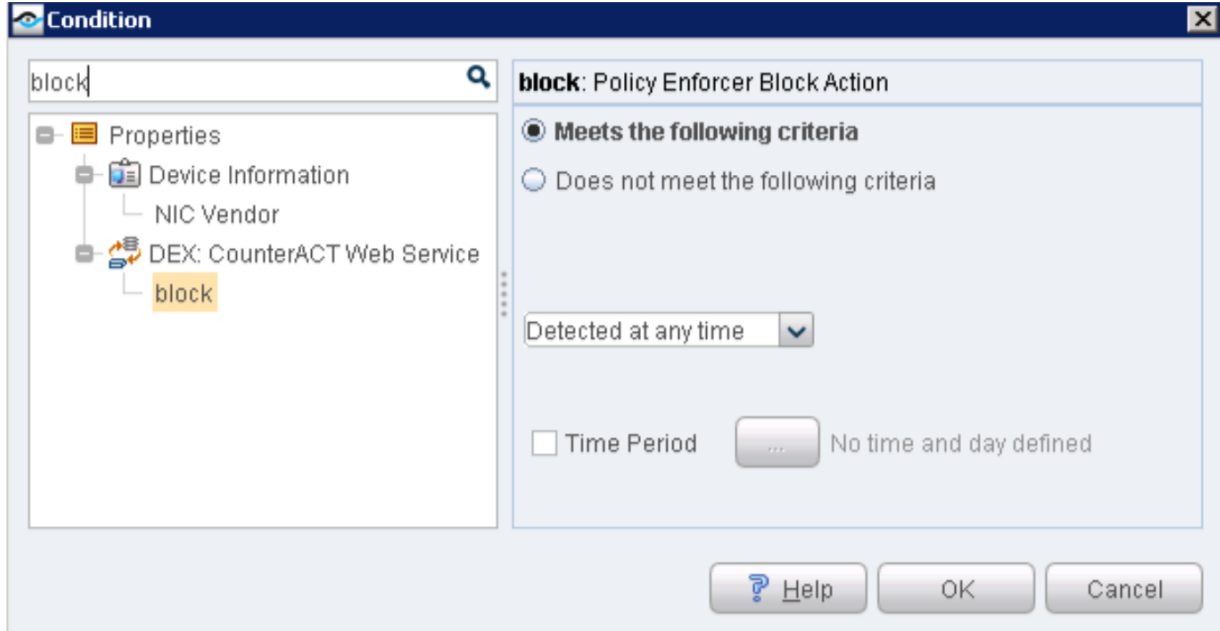 Condition
block
block: Policy Enforcer Block Action
Properties
Device Information
NIC Vendor
DEX: CounterACT Web Service
block
Meets the following criteria
Does not meet the following criteria
Detected at any time
Time Period
...
No time and day defined
Help
OK
Cancel